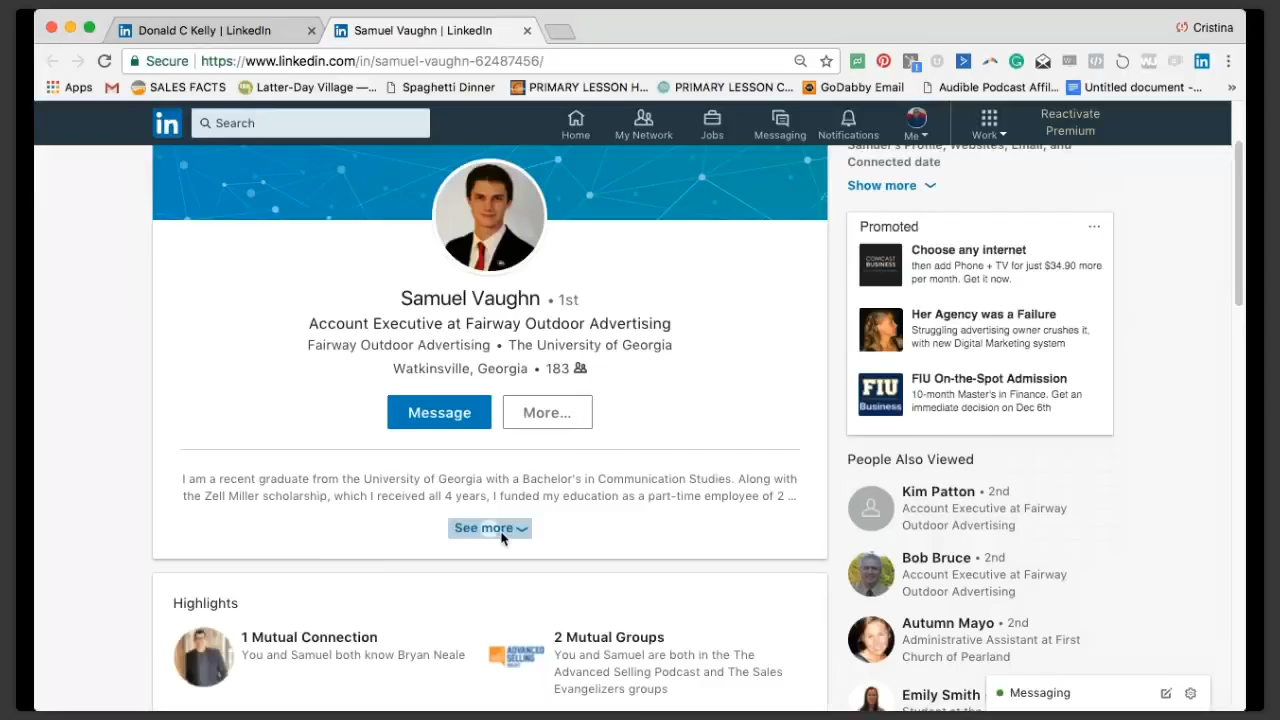 Donald C Kelly | LinkedIn
Samuel Vaughn | LinkedIn
Cristina
Secure
https://www.linkedin.com/in/samuel-vaughn-62487456/
Apps
SALES FACTS
Latter-Day Village —...
Spaghetti Dinner
PRIMARY LESSON H...
PRIMARY LESSON C...
GoDabby Email
Audible Podcast Affil...
Untitled document -...
»
in
Search
Home
My Network
Jobs
Messaging
Notifications
Me
Work
Reactivate
Premium
Samuel's Profile, Websites, Email, and
Connected date
Show more
Samuel Vaughn • 1st
Account Executive at Fairway Outdoor Advertising
Fairway Outdoor Advertising • The University of Georgia
Watkinsville, Georgia • 183
Message
More...
I am a recent graduate from the University of Georgia with a Bachelor's in Communication Studies. Along with
the Zell Miller scholarship, which I received all 4 years, I funded my education as a part-time employee of 2 ...
See more
Highlights
1 Mutual Connection
You and Samuel both know Bryan Neale
ADVANCED
SELLING
2 Mutual Groups
You and Samuel are both in the The
Advanced Selling Podcast and The Sales
Evangelizers groups
Promoted
...
COMCAST
BUSINESS
Choose any internet
then add Phone + TV for just $34.90 more
per month. Get it now.
Her Agency was a Failure
Struggling advertising owner crushes it,
with new Digital Marketing system
FIU
Business
FIU On-the-Spot Admission
10-month Master's in Finance. Get an
immediate decision on Dec 6th
People Also Viewed
Kim Patton • 2nd
Account Executive at Fairway
Outdoor Advertising
Bob Bruce • 2nd
Account Executive at Fairway
Outdoor Advertising
Autumn Mayo • 2nd
Administrative Assistant at First
Church of Pearland
Emily Smith
Messaging